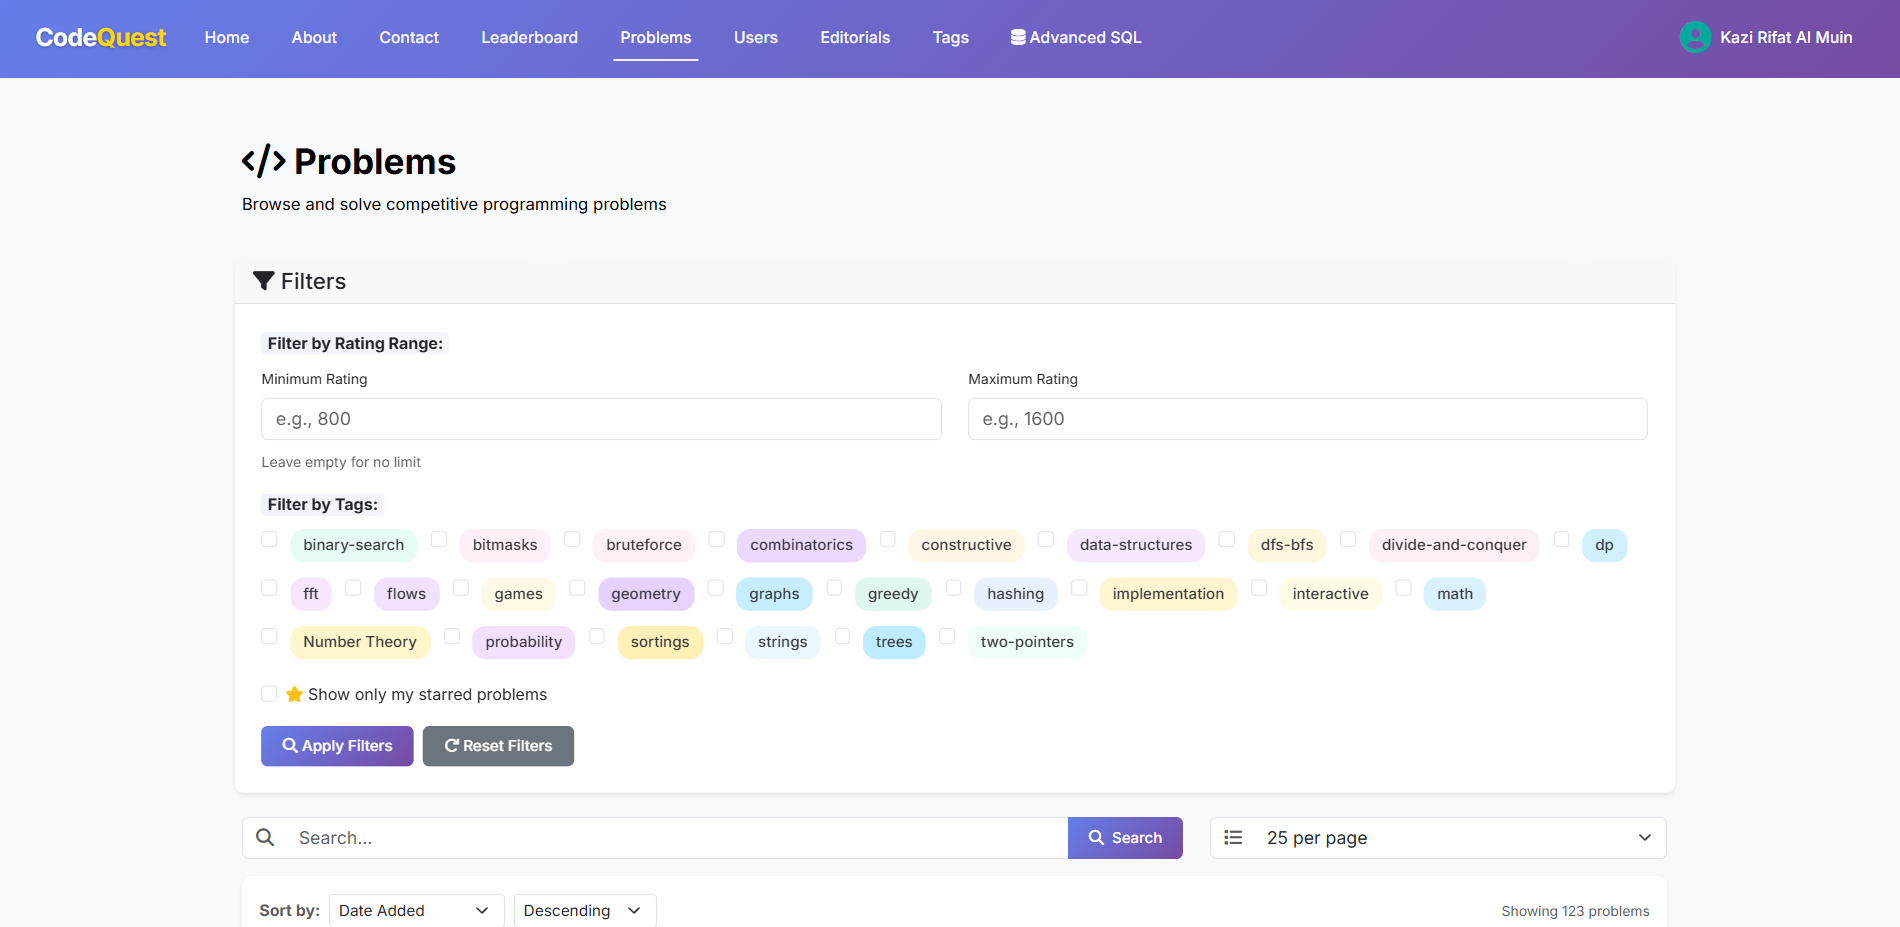 CodeQuest Home About Contact Leaderboard Problems Users Editorials Tags Advanced SQL Kazi Rifat Al Muin
</> Problems
Browse and solve competitive programming problems
Filters
Filter by Rating Range:
Minimum Rating Maximum Rating
e.g., 800 e.g., 1600
Leave empty for no limit
Filter by Tags:
binary-search bitmasks bruteforce combinatorics constructive data-structures dfs-bfs divide-and-conquer dp
fft flows games geometry graphs greedy hashing implementation interactive math
Number Theory probability sortings strings trees two-pointers
Show only my starred problems
Apply Filters Reset Filters
Search... Search 25 per page
Sort by: Date Added Descending Showing 123 problems